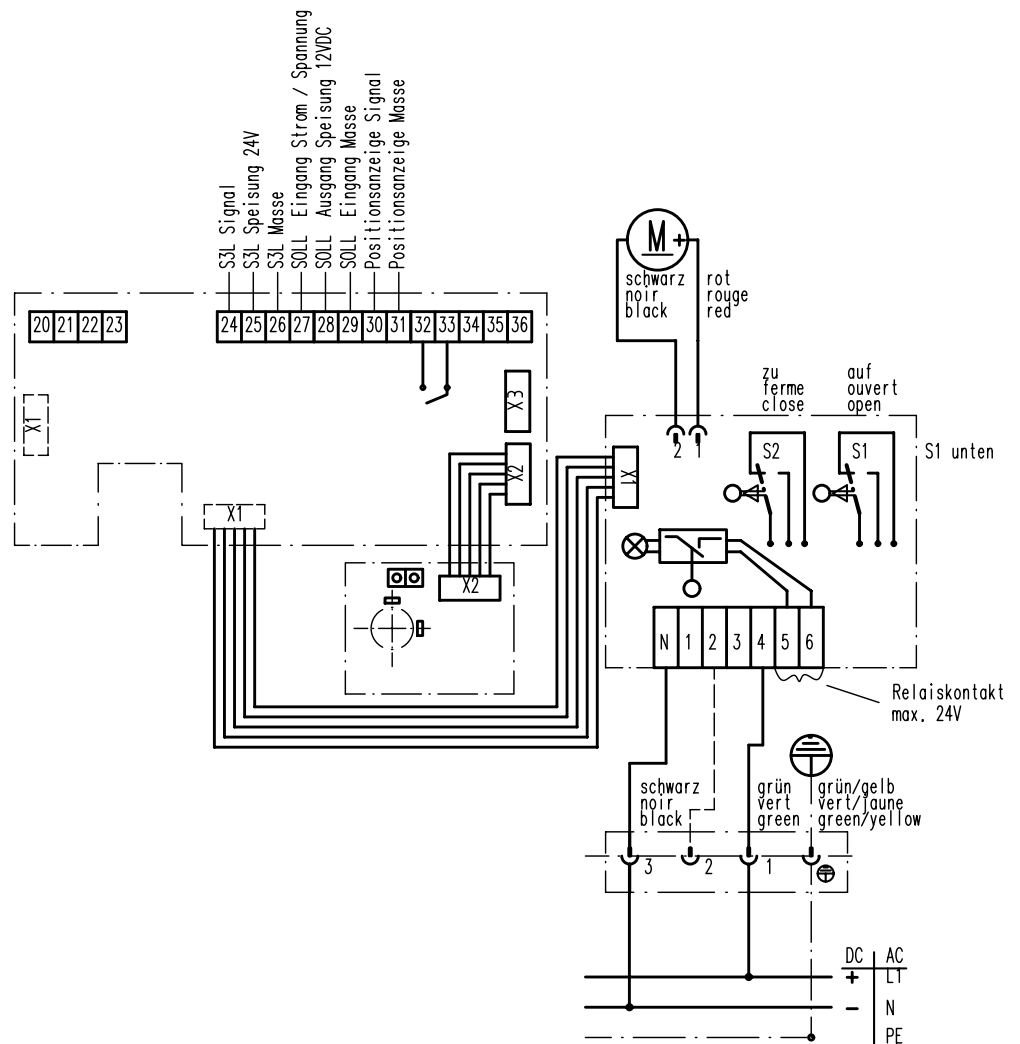 S3L Signal
S3L Speisung 24V
S3L Masse
SOLL Eingang Strom / Spannung
SOLL Ausgang Speisung 12VDC
SOLL Eingang Masse
Positionsanzeige Signal
Positionsanzeige Masse
20 21 22 23
24 25 26 27 28 29 30 31 32 33 34 35 36
M +
schwarz
noir
black
rot
rouge
red
X1
X3
X2
X1
X2
X1
2 1
zu
ferme
close
auf
ouvert
open
S2
S1
S1 unten
N 1 2 3 4 5 6
Relaiskontakt
max. 24V
schwarz
noir
black
grün
vert
green
grün/gelb
vert/jaune
green/yellow
3 2 1
DC AC
+ L1
− N
PE